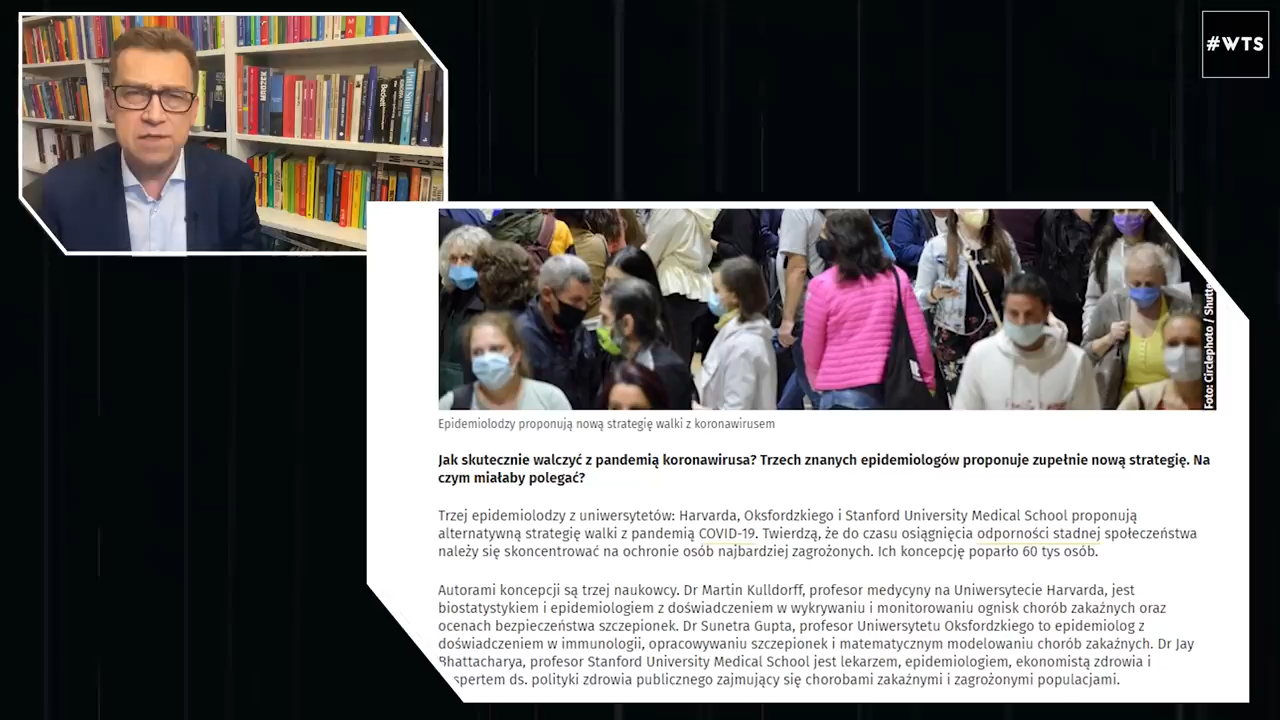 #WTS
MROŻEK
Beckett
Patti Smith
Foto: Circlephoto / Shutte
Epidemiolodzy proponują nową strategię walki z koronawirusem
Jak skutecznie walczyć z pandemią koronawirusa? Trzech znanych epidemiologów proponuje zupełnie nową strategię. Na
czym miałaby polegać?
Trzej epidemiolodzy z uniwersytetów: Harvarda, Oksfordzkiego i Stanford University Medical School proponują
alternatywną strategię walki z pandemią COVID-19. Twierdzą, że do czasu osiągnięcia odporności stadnej społeczeństwa
należy się skoncentrować na ochronie osób najbardziej zagrożonych. Ich koncepcję poparło 60 tys osób.
Autorami koncepcji są trzej naukowcy. Dr Martin Kulldorff, profesor medycyny na Uniwersytecie Harvarda, jest
biostatystykiem i epidemiologiem z doświadczeniem w wykrywaniu i monitorowaniu ognisk chorób zakaźnych oraz
ocenach bezpieczeństwa szczepionek. Dr Sunetra Gupta, profesor Uniwersytetu Oksfordzkiego to epidemiolog z
doświadczeniem w immunologii, opracowywaniu szczepionek i matematycznym modelowaniu chorób zakaźnych. Dr Jay
Bhattacharya, profesor Stanford University Medical School jest lekarzem, epidemiologiem, ekonomistą zdrowia i
spertem ds. polityki zdrowia publicznego zajmujący się chorobami zakaźnymi i zagrożonymi populacjami.